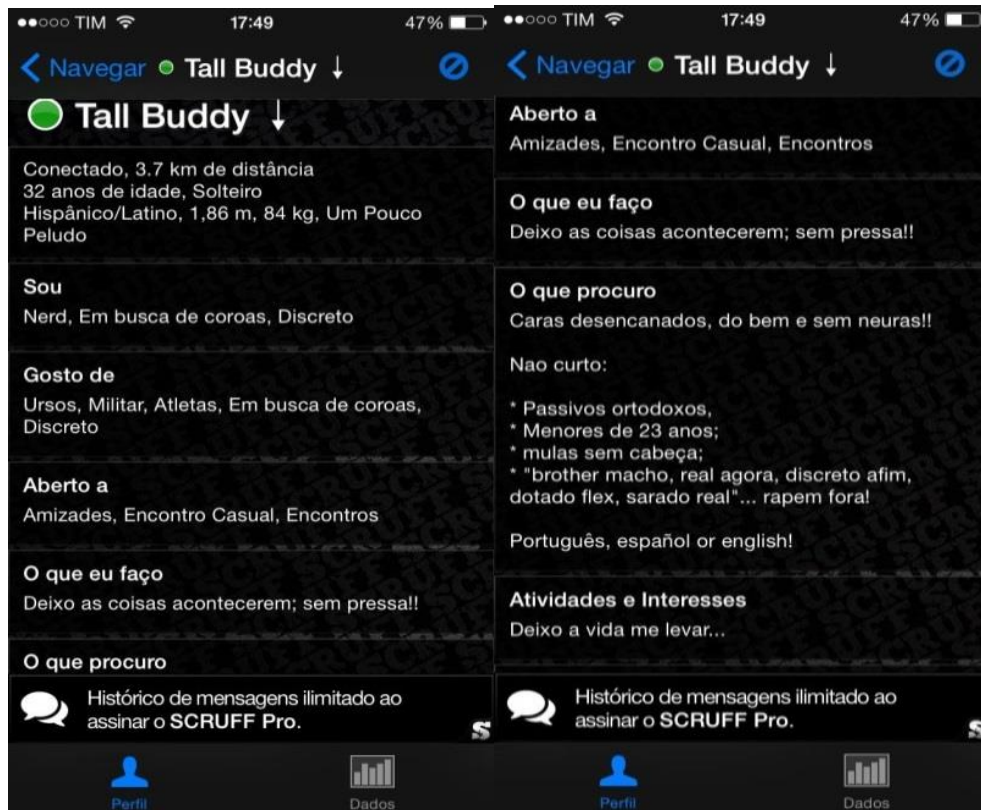 ●●○○○ TIM 17:49 47%
Navegar Tall Buddy ↓
Tall Buddy ↓
Conectado, 3.7 km de distância
32 anos de idade, Solteiro
Hispânico/Latino, 1,86 m, 84 kg, Um Pouco
Peludo
Sou
Nerd, Em busca de coroas, Discreto
Gosto de
Ursos, Militar, Atletas, Em busca de coroas,
Discreto
Aberto a
Amizades, Encontro Casual, Encontros
O que eu faço
Deixo as coisas acontecerem; sem pressa!!
O que procuro
Histórico de mensagens ilimitado ao
assinar o SCRUFF Pro.
Perfil Dados
●●○○○ TIM 17:49 47%
Navegar Tall Buddy ↓
Aberto a
Amizades, Encontro Casual, Encontros
O que eu faço
Deixo as coisas acontecerem; sem pressa!!
O que procuro
Caras desencanados, do bem e sem neuras!!
Nao curto:
* Passivos ortodoxos,
* Menores de 23 anos;
* mulas sem cabeça;
* "brother macho, real agora, discreto afim,
dotado flex, sarado real"... rapem fora!
Português, español or english!
Atividades e Interesses
Deixo a vida me levar...
Histórico de mensagens ilimitado ao
assinar o SCRUFF Pro.
Perfil Dados